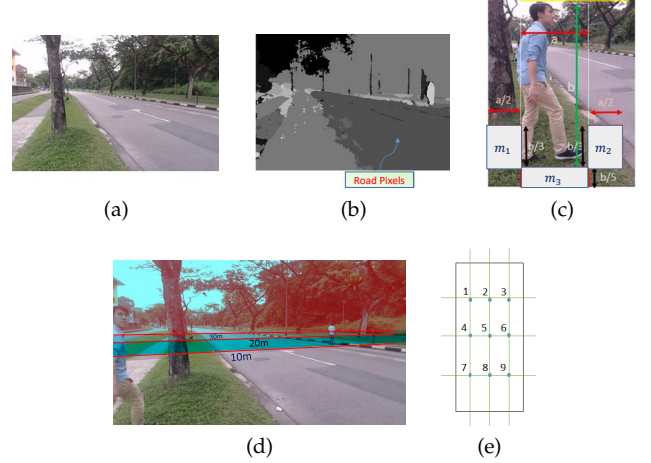 Road Pixels
(a)
(b)
a
b
a/2
a/2
m₁
b/3
b/3
m₂
m₃
b/5
(c)
20m
10m
(d)
1 2 3
4 5 6
7 8 9
(e)